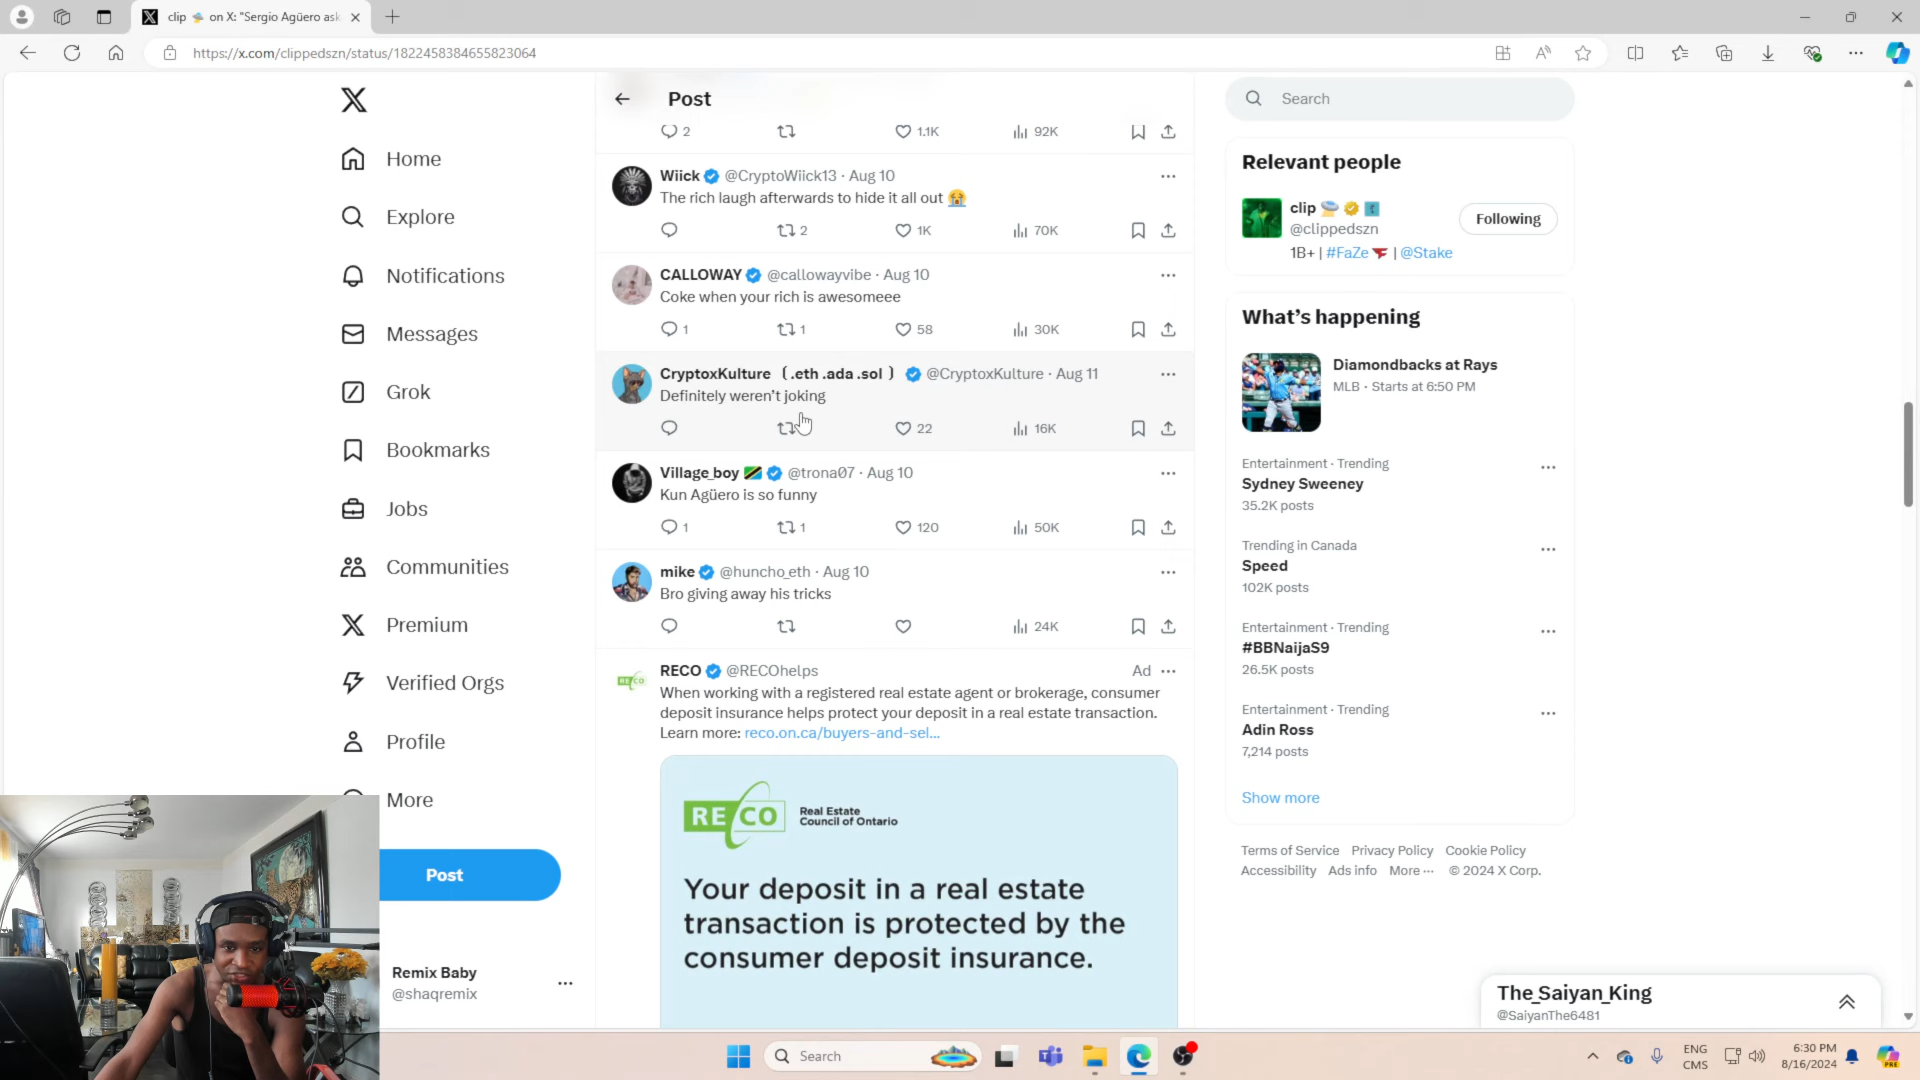 clip 🛸 on X: "Sergio Agüero ask
https://x.com/clippedszn/status/1822458384655823064
Home
Explore
Notifications
Messages
Grok
Bookmarks
Jobs
Communities
Premium
Verified Orgs
Profile
More
Post
Remix Baby
@shaqremix
Post
2 1.1K 92K
Wiick @CryptoWiick13 · Aug 10
The rich laugh afterwards to hide it all out 😭
2 1K 70K
CALLOWAY @callowayvibe · Aug 10
Coke when your rich is awesomeee
1 1 58 30K
CryptoxKulture ( .eth .ada .sol ) @CryptoxKulture · Aug 11
Definitely weren't joking
22 16K
Village_boy 🇹🇿 @trona07 · Aug 10
Kun Agüero is so funny
1 1 120 50K
mike @huncho_eth · Aug 10
Bro giving away his tricks
24K
RECO @RECOhelps Ad
When working with a registered real estate agent or brokerage, consumer
deposit insurance helps protect your deposit in a real estate transaction.
Learn more: reco.on.ca/buyers-and-sel...
RECO
Real Estate
Council of Ontario
Your deposit in a real estate
transaction is protected by the
consumer deposit insurance.
Search
Relevant people
clip 🛸
@clippedszn
Following
1B+ | #FaZe | @Stake
What's happening
Diamondbacks at Rays
MLB · Starts at 6:50 PM
Entertainment · Trending
Sydney Sweeney
35.2K posts
Trending in Canada
Speed
102K posts
Entertainment · Trending
#BBNaijaS9
26.5K posts
Entertainment · Trending
Adin Ross
7,214 posts
Show more
Terms of Service Privacy Policy Cookie Policy
Accessibility Ads info More ··· © 2024 X Corp.
The_Saiyan_King
@SaiyanThe6481
Search
ENG
CMS
6:30 PM
8/16/2024
PRE